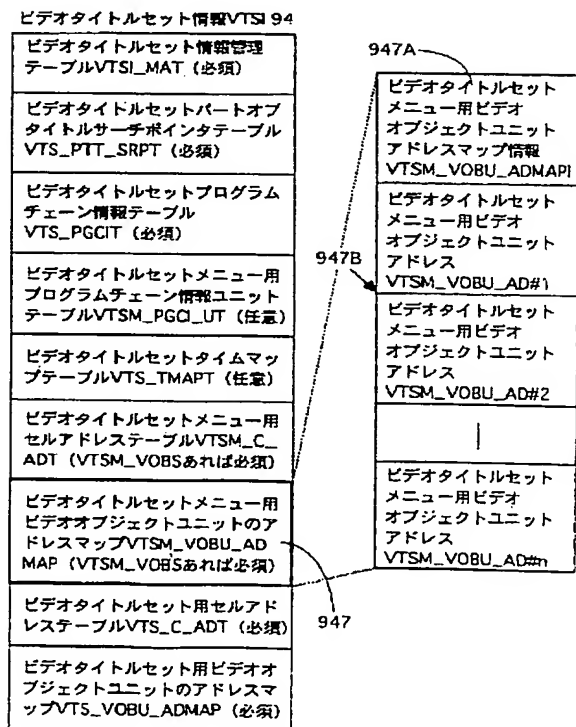 ビデオタイトルセット情報VTSI 94
ビデオタイトルセット情報管理
テーブルVTSI_MAT（必須）
ビデオタイトルセットパートオブ
タイトルサーチポインタテーブル
VTS_PTT_SRPT（必須）
ビデオタイトルセットプログラム
チェーン情報テーブル
VTS_PGCIT（必須）
ビデオタイトルセットメニュー用
プログラムチェーン情報ユニット
テーブルVTSM_PGCI_UT（任意）
ビデオタイトルセットタイムマッ
プテーブルVTS_TMAPT（任意）
ビデオタイトルセットメニュー用
セルアドレステーブルVTSM_C_
ADT（VTSM_VOBSあれば必須）
ビデオタイトルセットメニュー用
ビデオオブジェクトユニットのア
ドレスマップVTSM_VOBU_AD
MAP（VTSM_VOBSあれば必須）
ビデオタイトルセット用セルアド
レステーブルVTS_C_ADT（必須）
ビデオタイトルセット用ビデオオ
ブジェクトユニットのアドレスマ
ップVTS_VOBU_ADMAP（必須）
947
947A
ビデオタイトルセット
メニュー用ビデオ
オブジェクトユニット
アドレスマップ情報
VTSM_VOBU_ADMAPI
947B
ビデオタイトルセット
メニュー用ビデオ
オブジェクトユニット
アドレス
VTSM_VOBU_AD#1
ビデオタイトルセット
メニュー用ビデオ
オブジェクトユニット
アドレス
VTSM_VOBU_AD#2
ビデオタイトルセット
メニュー用ビデオ
オブジェクトユニット
アドレス
VTSM_VOBU_AD#n